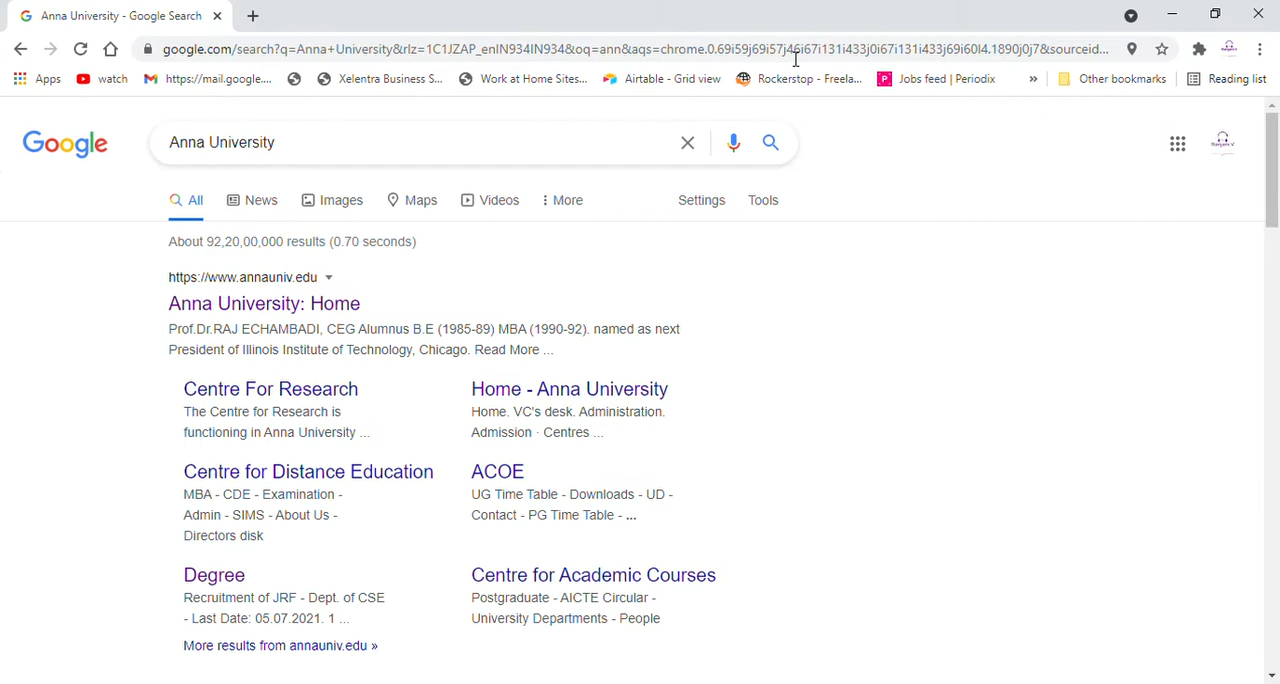 Anna University - Google Search
google.com/search?q=Anna+University&rlz=1C1JZAP_enIN934IN934&oq=ann&aqs=chrome.0.69i59j69i57j46i67i131i433j0i67i131i433j69i60l4.1890j0j7&sourceid...
Apps watch https://mail.google.... Xelentra Business S... Work at Home Sites... Airtable - Grid view Rockerstop - Freela... P Jobs feed | Periodix » Other bookmarks Reading list
Google Anna University
All News Images Maps Videos More Settings Tools
About 92,20,00,000 results (0.70 seconds)
https://www.annauniv.edu
Anna University: Home
Prof.Dr.RAJ ECHAMBADI, CEG Alumnus B.E (1985-89) MBA (1990-92). named as next
President of Illinois Institute of Technology, Chicago. Read More ...
Centre For Research
The Centre for Research is
functioning in Anna University ...
Home - Anna University
Home. VC's desk. Administration.
Admission · Centres ...
Centre for Distance Education
MBA - CDE - Examination -
Admin - SIMS - About Us -
Directors disk
ACOE
UG Time Table - Downloads - UD -
Contact - PG Time Table - ...
Degree
Recruitment of JRF - Dept. of CSE
- Last Date: 05.07.2021. 1 ...
Centre for Academic Courses
Postgraduate - AICTE Circular -
University Departments - People
More results from annauniv.edu »